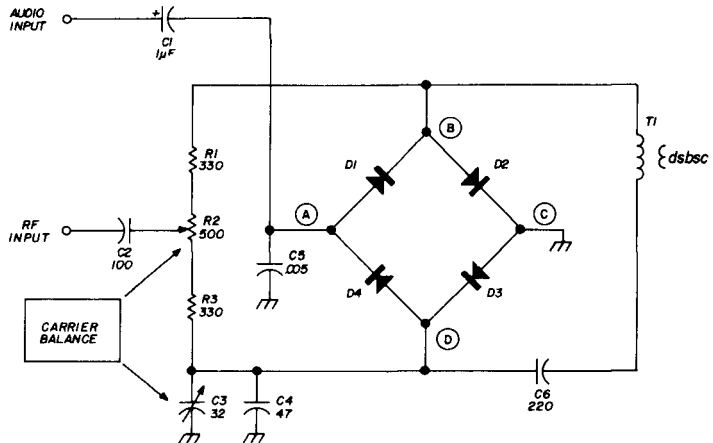 AUDIO
INPUT
+
C1
1µF
B
T1
D1
D2
dsbsc
R1
330
A
C
RF
INPUT
C2
100
R2
500
C5
.005
D4
D3
R3
330
CARRIER
BALANCE
D
C3
32
C4
47
C6
220